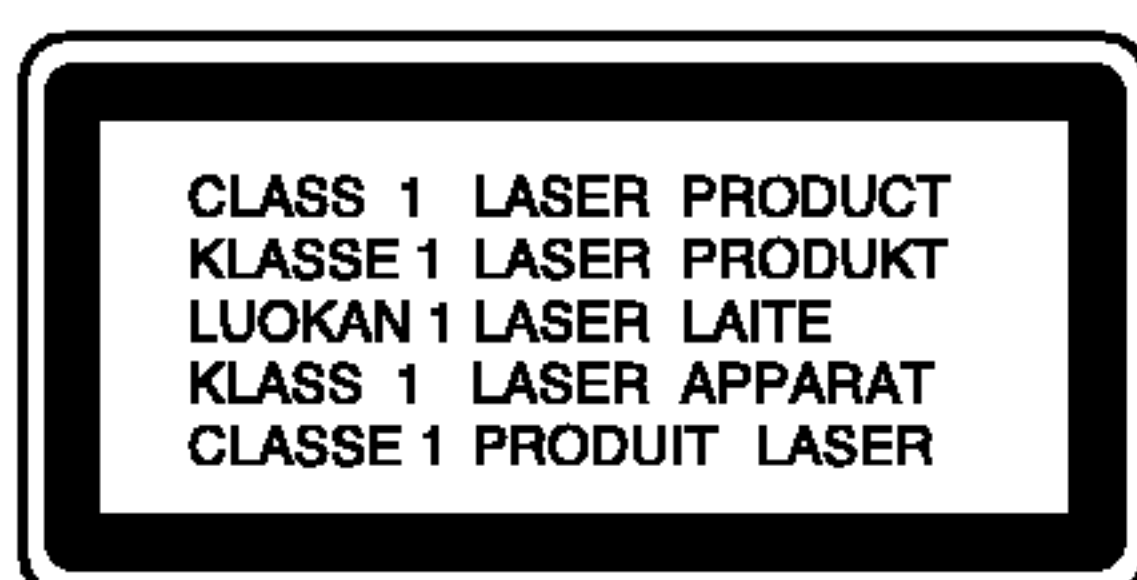 CLASS 1 LASER PRODUCT
KLASSE 1 LASER PRODUKT
LUOKAN 1 LASER LAITE
KLASS 1 LASER APPARAT
CLASSE 1 PRODUIT LASER